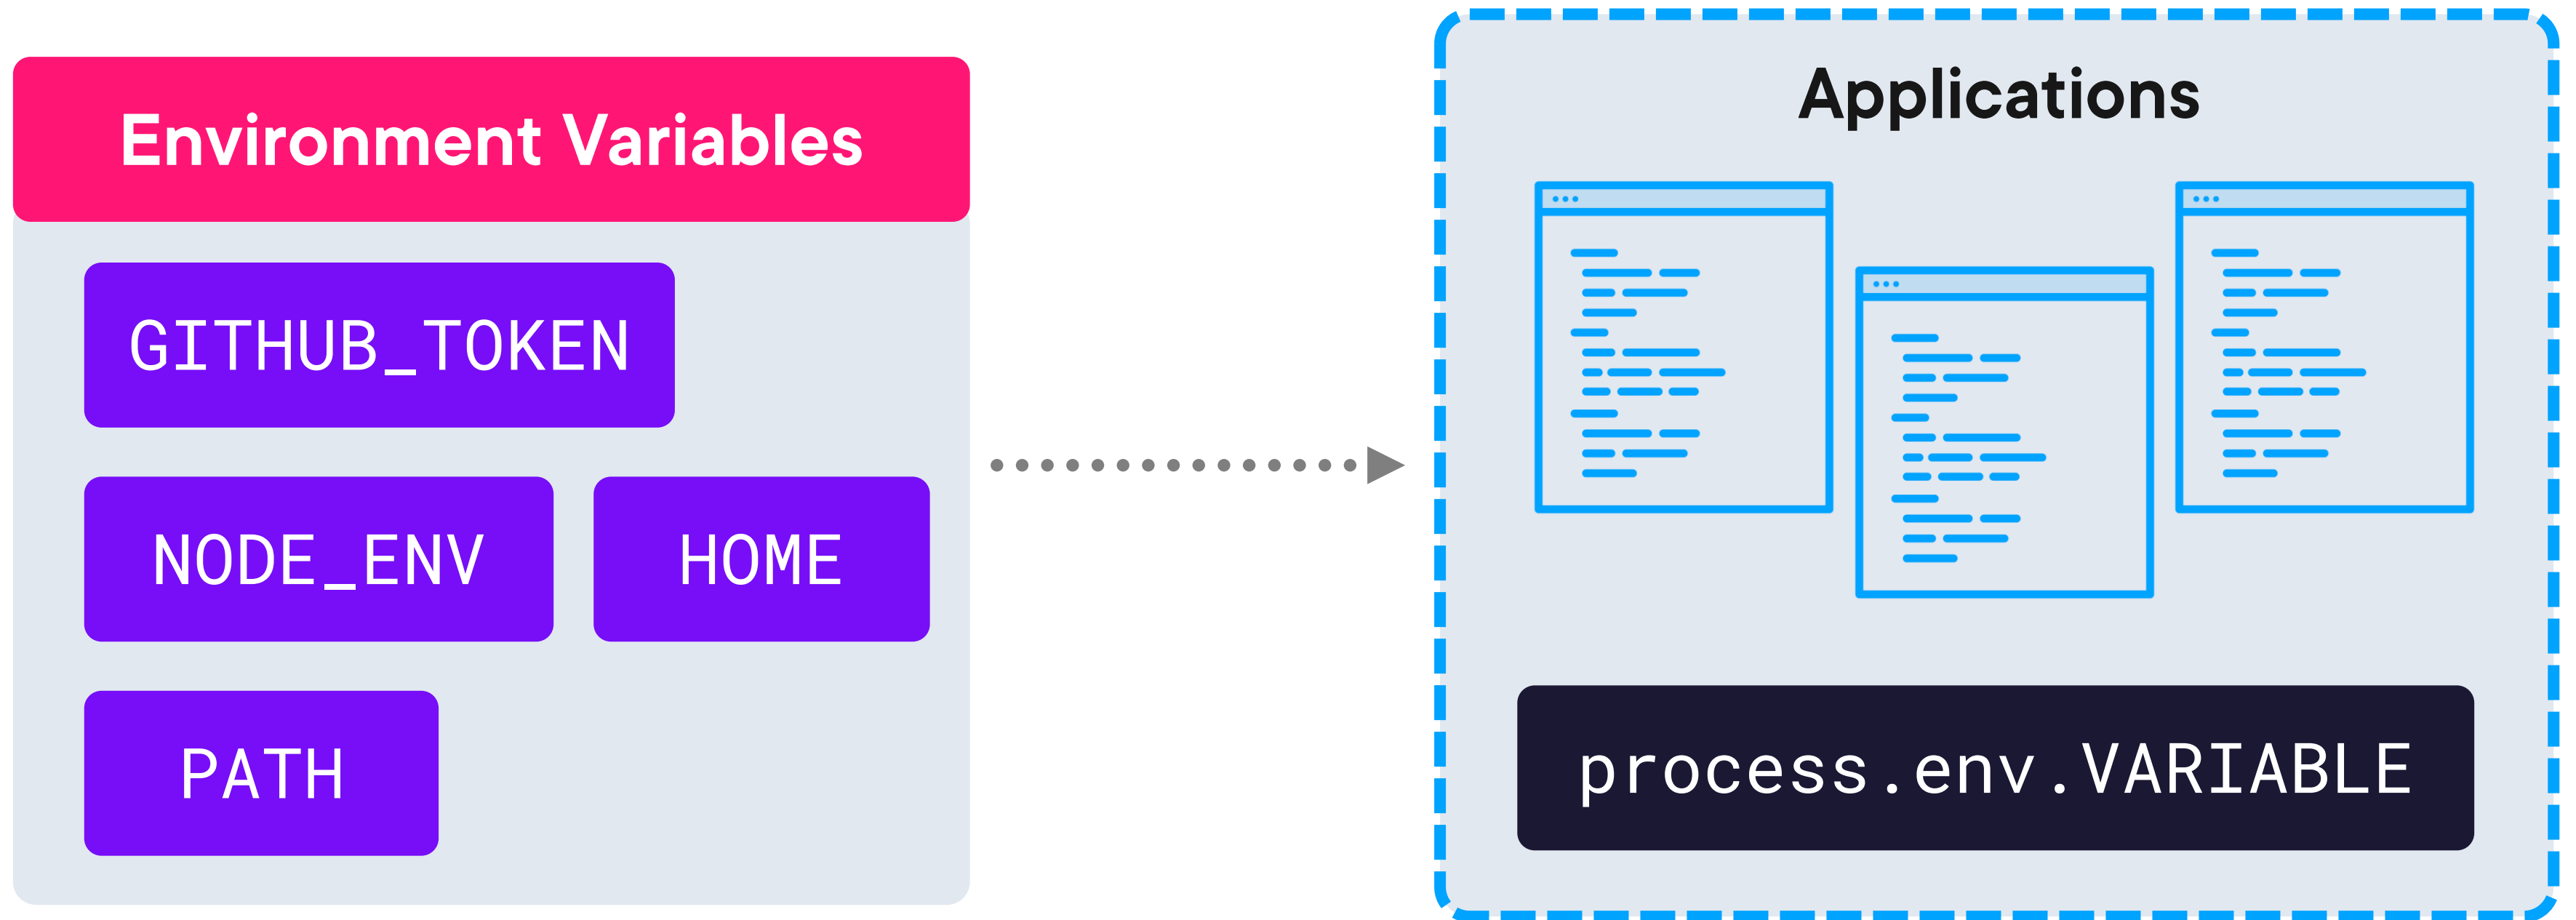 Environment Variables
GITHUB_TOKEN
NODE_ENV
HOME
PATH
Applications
process.env.VARIABLE